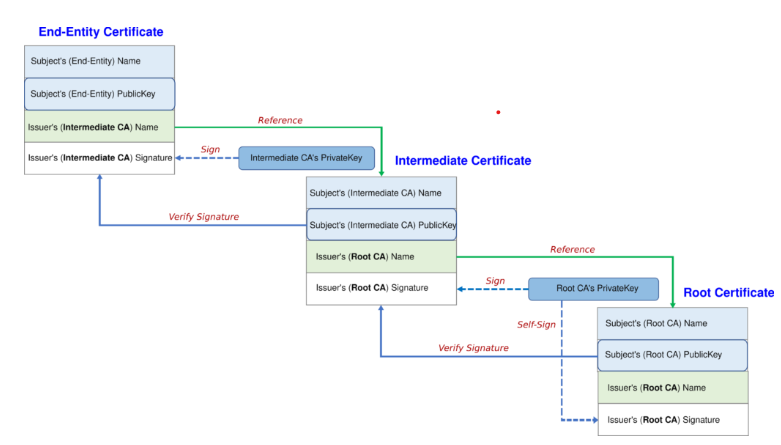 End-Entity Certificate
Subject's (End-Entity) Name
Subject's (End-Entity) PublicKey
Issuer's (Intermediate CA) Name
Reference
Issuer's (Intermediate CA) Signature
Sign
Intermediate CA's PrivateKey
Intermediate Certificate
Subject's (Intermediate CA) Name
Verify Signature
Subject's (Intermediate CA) PublicKey
Issuer's (Root CA) Name
Reference
Issuer's (Root CA) Signature
Sign
Root CA's PrivateKey
Root Certificate
Self-Sign
Subject's (Root CA) Name
Verify Signature
Subject's (Root CA) PublicKey
Issuer's (Root CA) Name
Issuer's (Root CA) Signature